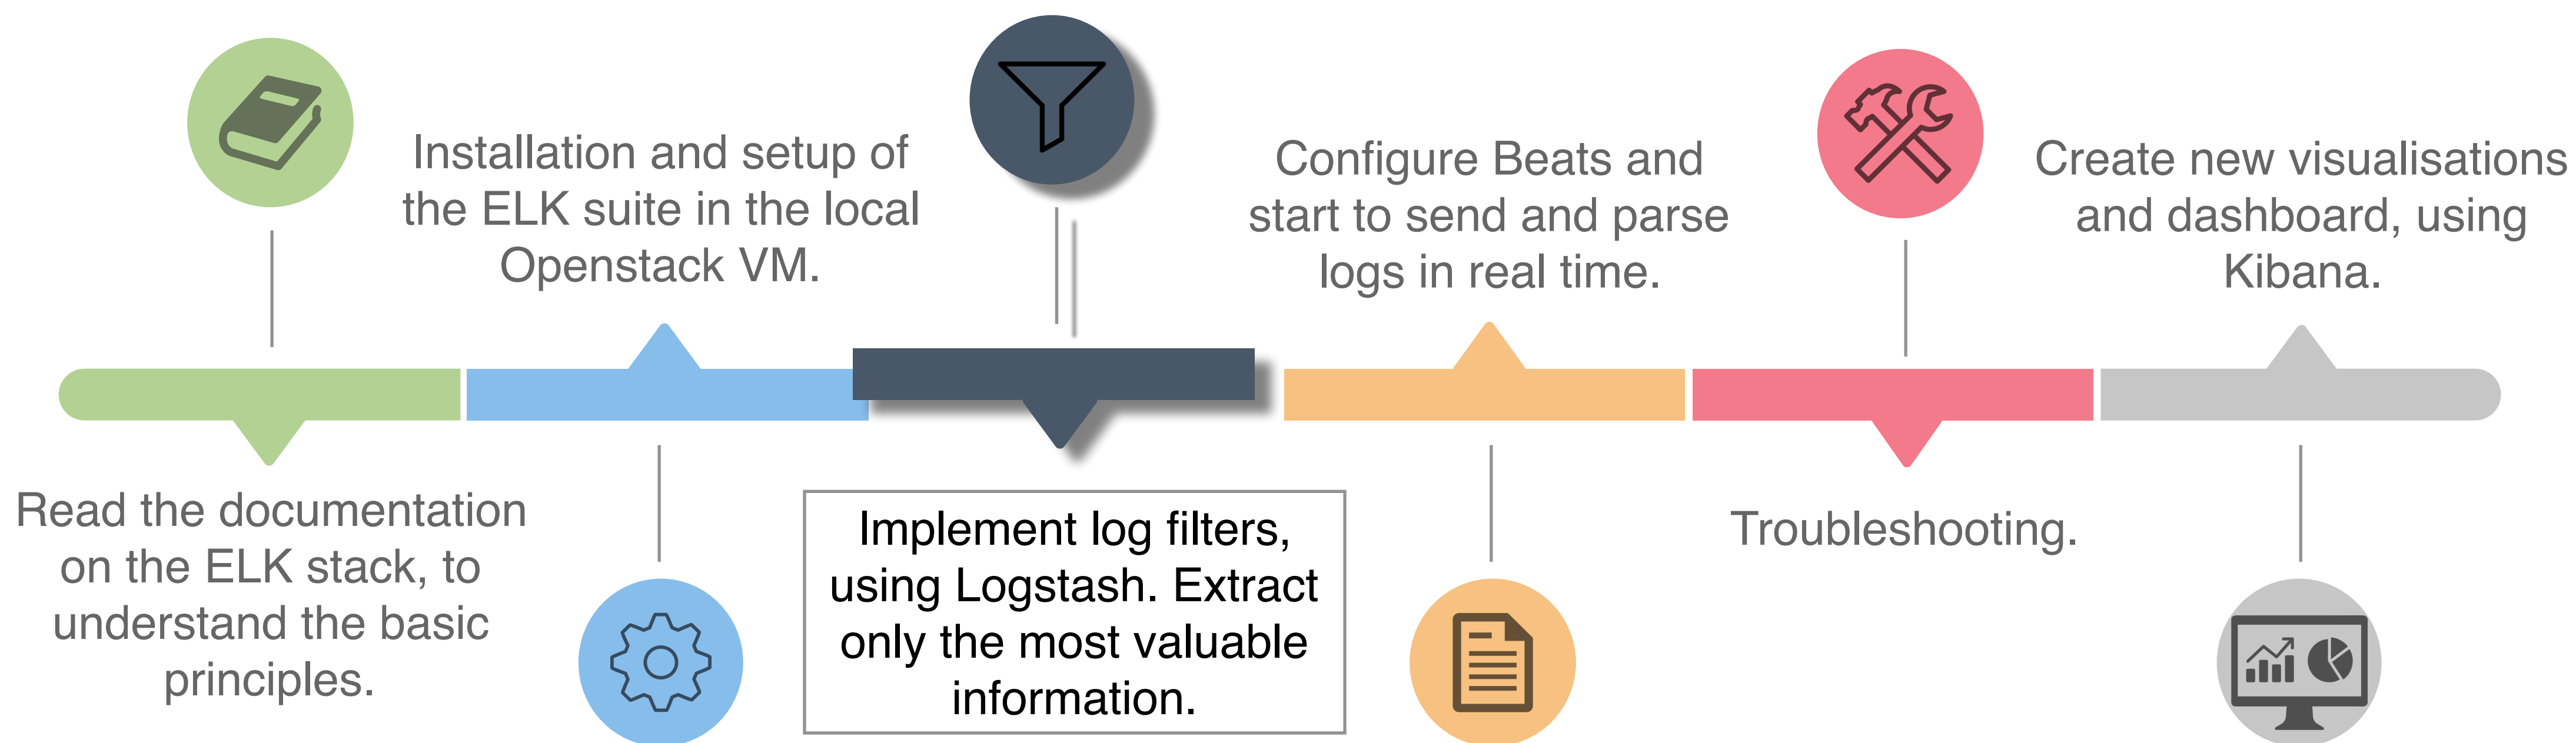 Read the documentation
on the ELK stack, to
understand the basic
principles.
Installation and setup of
the ELK suite in the local
Openstack VM.
Implement log filters,
using Logstash. Extract
only the most valuable
information.
Configure Beats and
start to send and parse
logs in real time.
Troubleshooting.
Create new visualisations
and dashboard, using
Kibana.